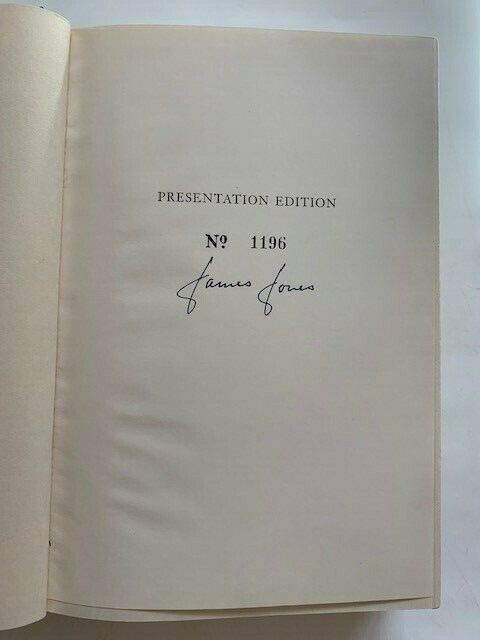 PRESENTATION EDITION
Nº 1196
James Jones